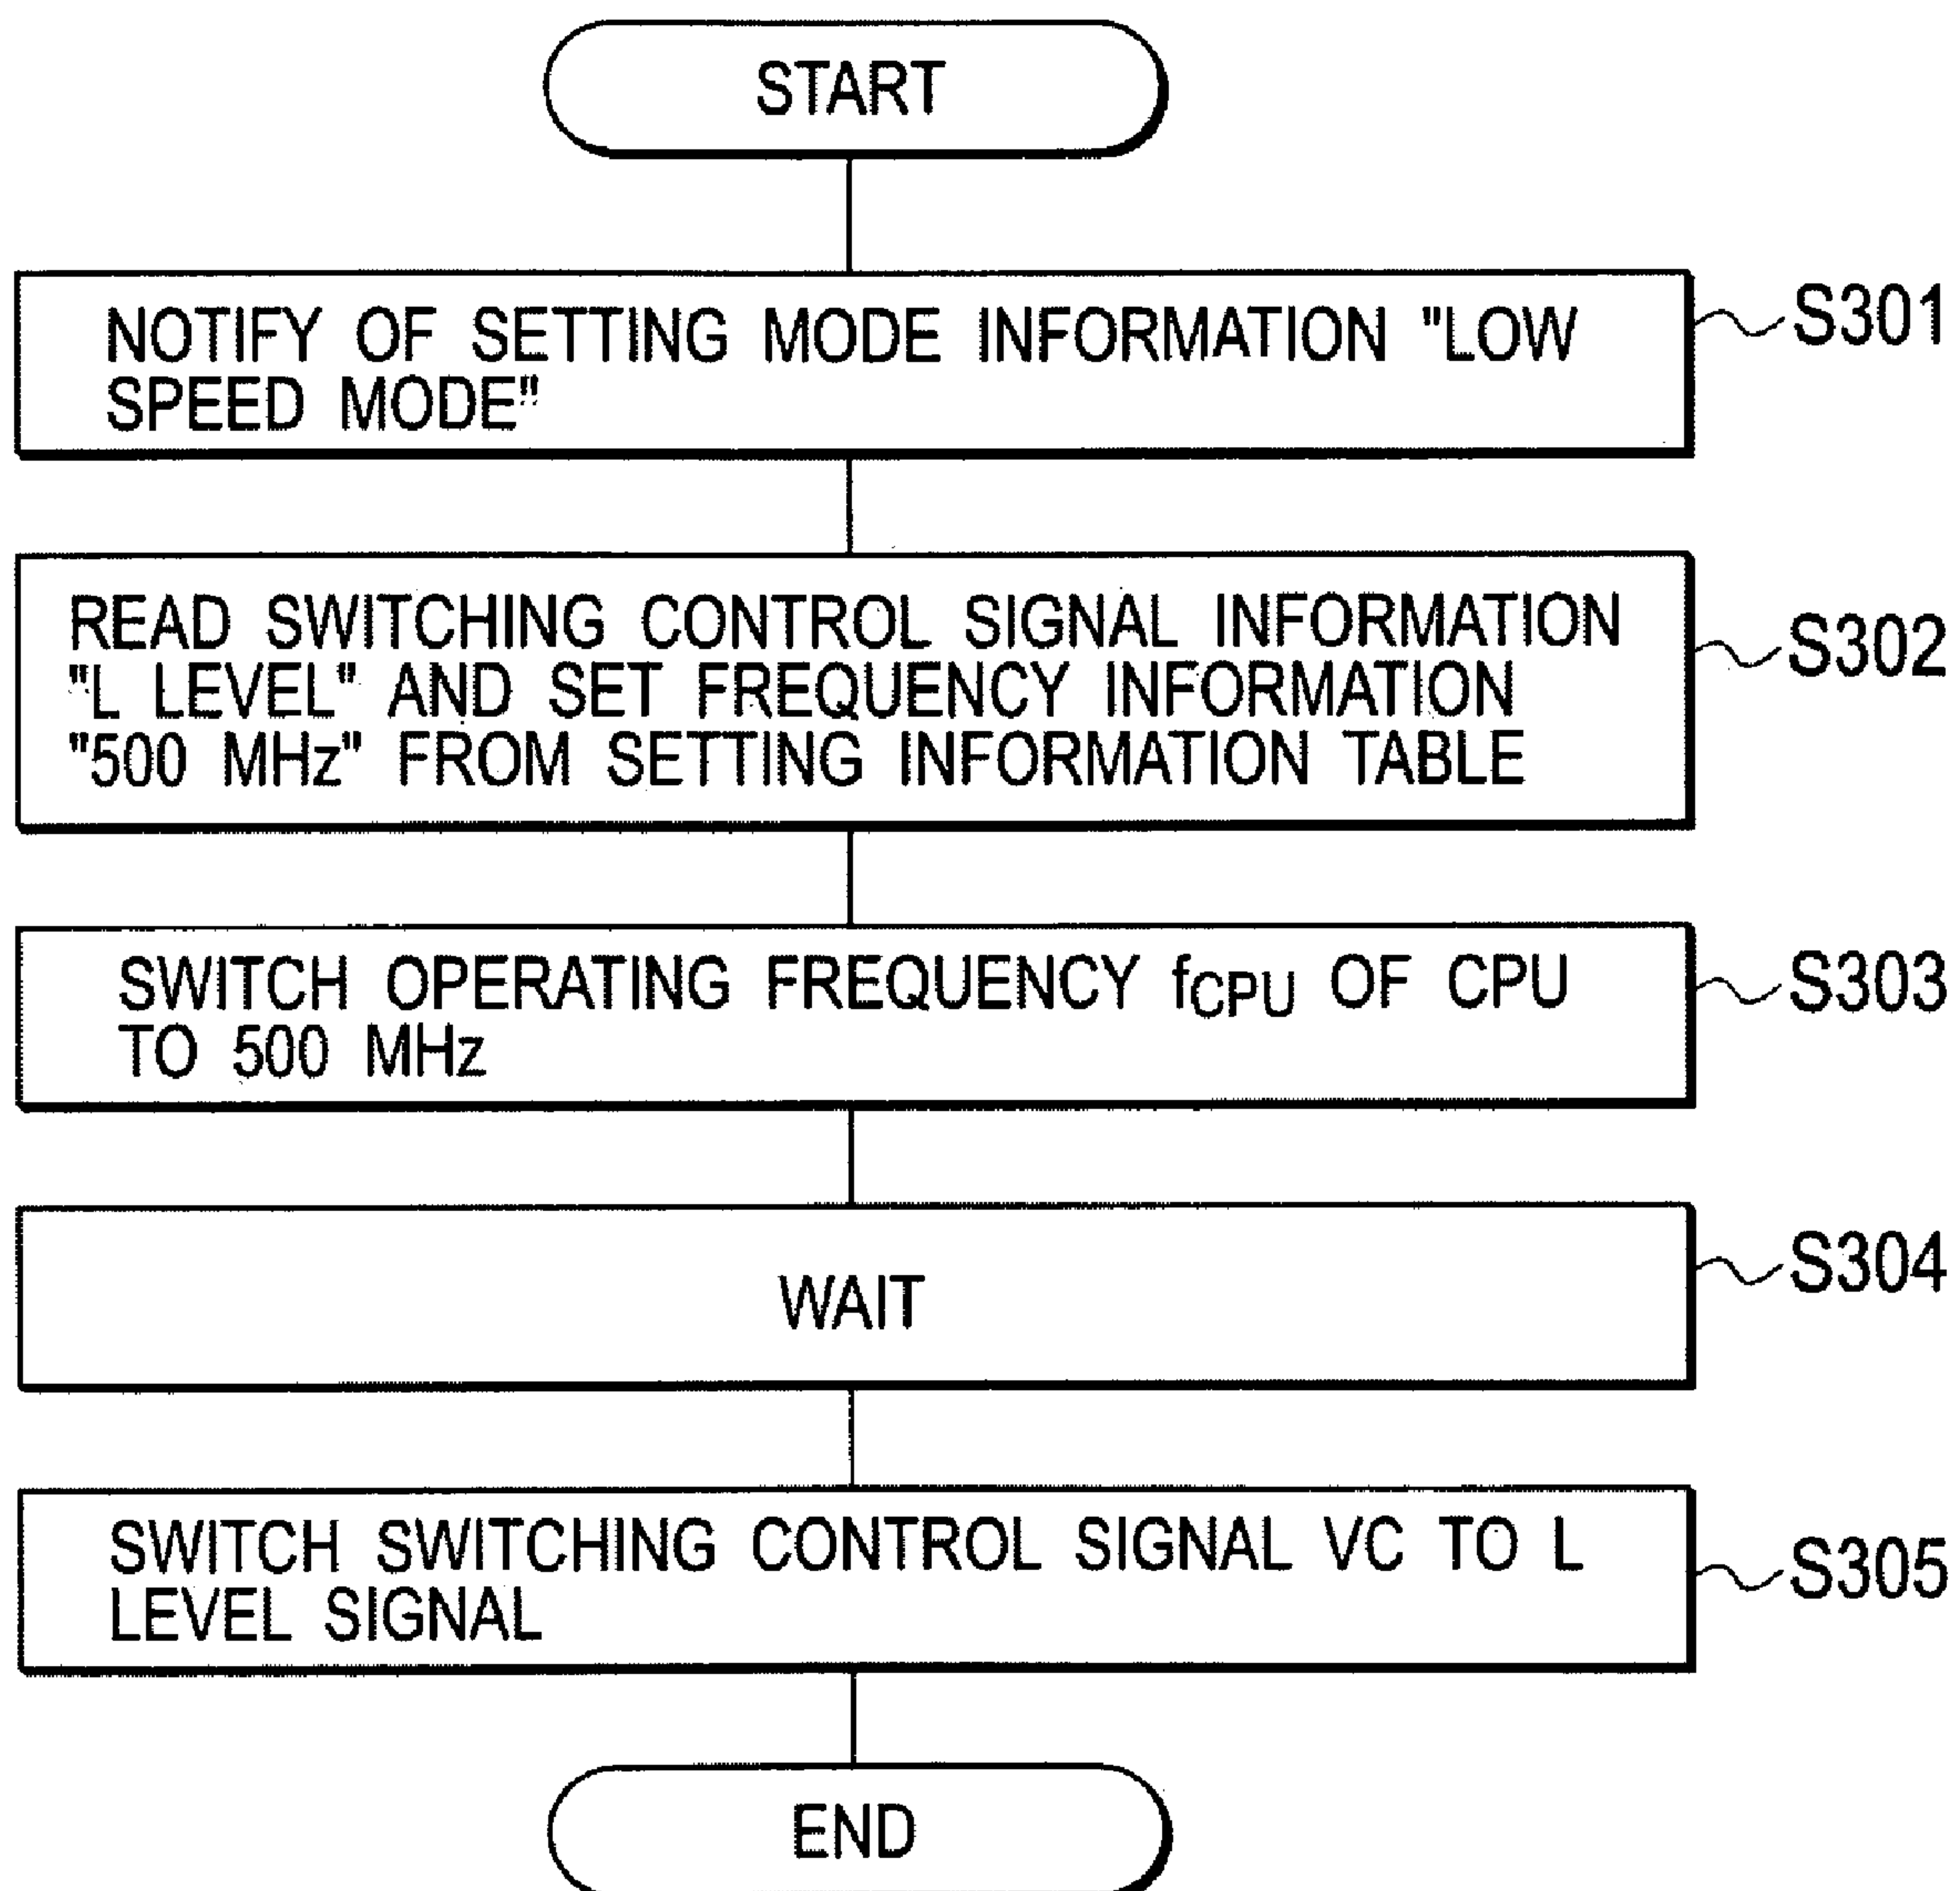 START
NOTIFY OF SETTING MODE INFORMATION "LOW
SPEED MODE"
S301
READ SWITCHING CONTROL SIGNAL INFORMATION
"L LEVEL" AND SET FREQUENCY INFORMATION
"500 MHz" FROM SETTING INFORMATION TABLE
S302
SWITCH OPERATING FREQUENCY fCPU OF CPU
TO 500 MHz
S303
WAIT
S304
SWITCH SWITCHING CONTROL SIGNAL VC TO L
LEVEL SIGNAL
S305
END